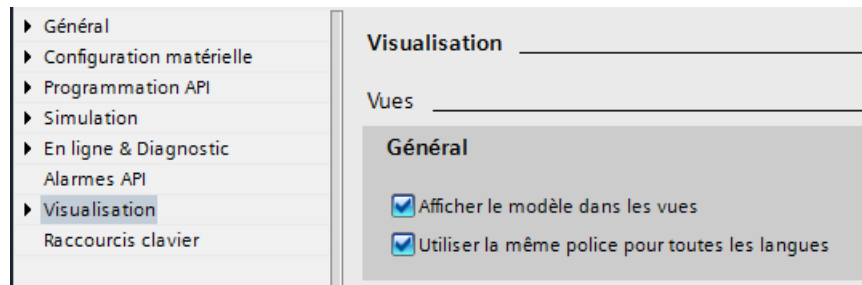 Général
Configuration matérielle
Programmation API
Simulation
En ligne & Diagnostic
Alarmes API
Visualisation
Raccourcis clavier
Visualisation
Vues
Général
Afficher le modèle dans les vues
Utiliser la même police pour toutes les langues